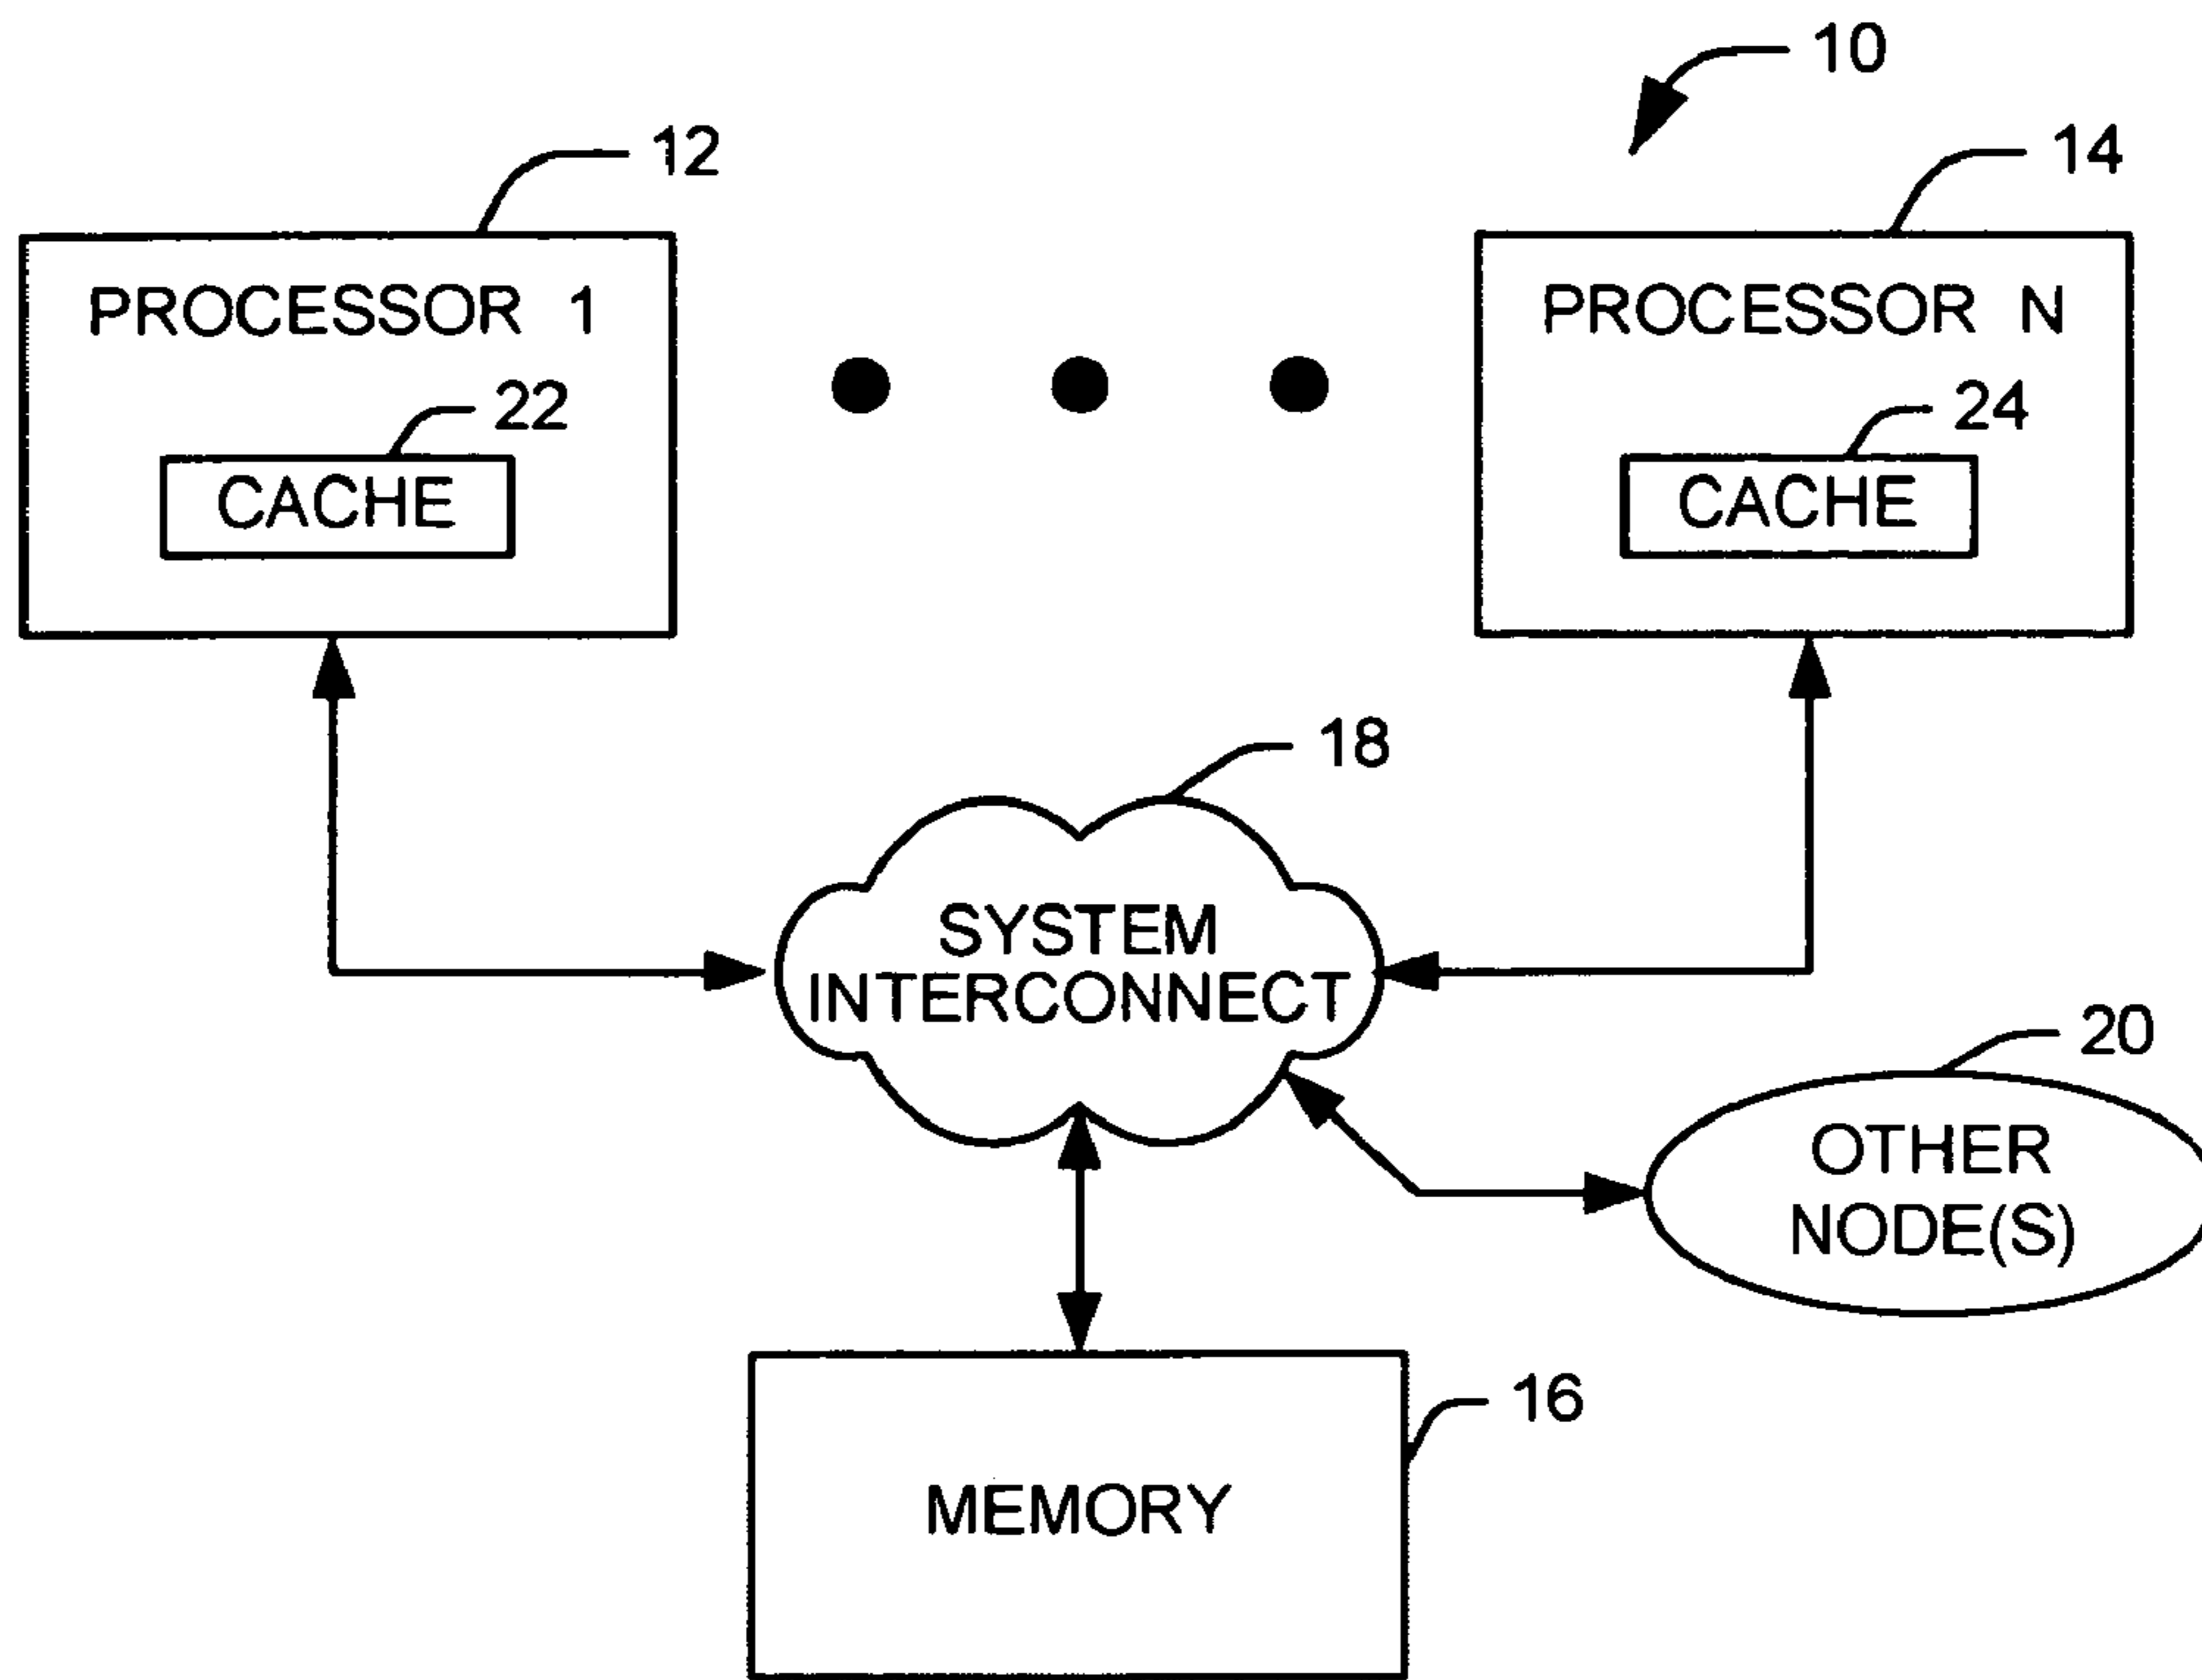 10
12
14
PROCESSOR 1
PROCESSOR N
22
24
CACHE
CACHE
18
SYSTEM
INTERCONNECT
20
OTHER
NODE(S)
16
MEMORY